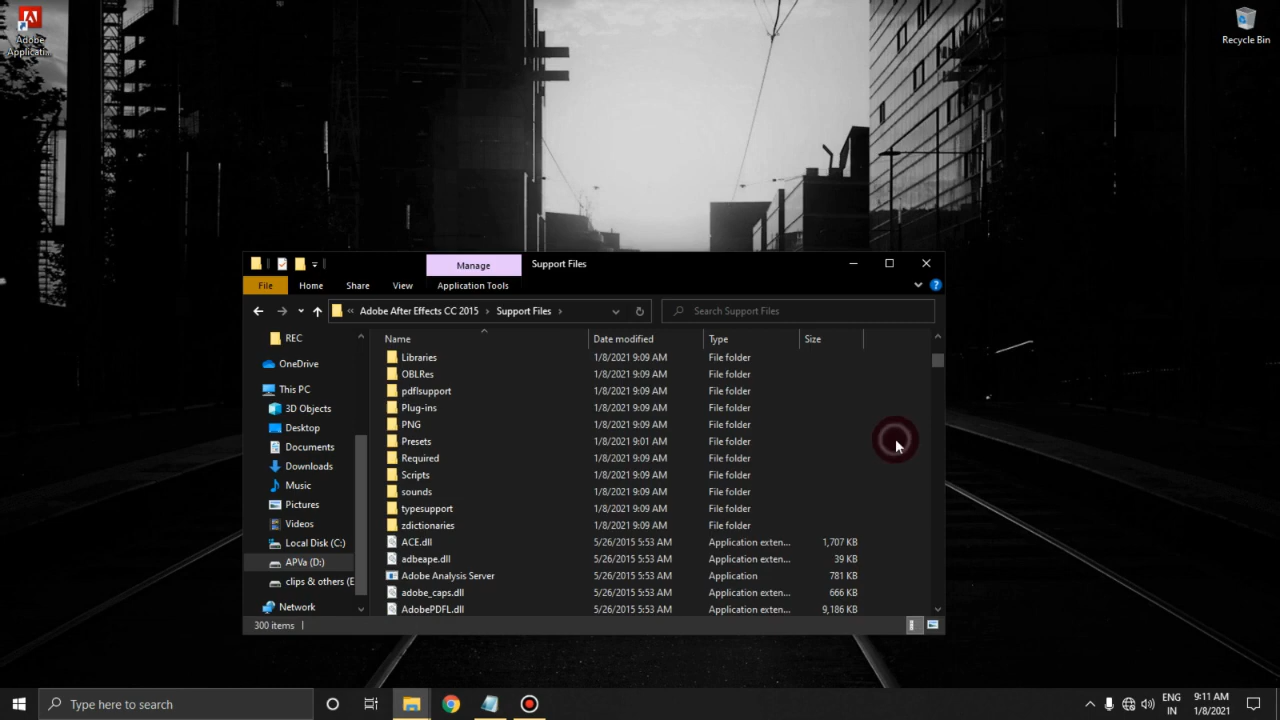 Adobe
Applicati...
Recycle Bin
Manage
Support Files
File
Home
Share
View
Application Tools
« Adobe After Effects CC 2015 › Support Files ›
Search Support Files
REC
OneDrive
This PC
3D Objects
Desktop
Documents
Downloads
Music
Pictures
Videos
Local Disk (C:)
APVa (D:)
clips & others (E
Network
Name Date modified Type Size
Libraries 1/8/2021 9:09 AM File folder
OBLRes 1/8/2021 9:09 AM File folder
pdflsupport 1/8/2021 9:09 AM File folder
Plug-ins 1/8/2021 9:09 AM File folder
PNG 1/8/2021 9:09 AM File folder
Presets 1/8/2021 9:01 AM File folder
Required 1/8/2021 9:09 AM File folder
Scripts 1/8/2021 9:09 AM File folder
sounds 1/8/2021 9:09 AM File folder
typesupport 1/8/2021 9:09 AM File folder
zdictionaries 1/8/2021 9:09 AM File folder
ACE.dll 5/26/2015 5:53 AM Application exten... 1,707 KB
adbeape.dll 5/26/2015 5:53 AM Application exten... 39 KB
Adobe Analysis Server 5/26/2015 5:53 AM Application 781 KB
adobe_caps.dll 5/26/2015 5:53 AM Application exten... 666 KB
AdobePDFL.dll 5/26/2015 5:53 AM Application exten... 9,186 KB
300 items
Type here to search
ENG
IN
9:11 AM
1/8/2021